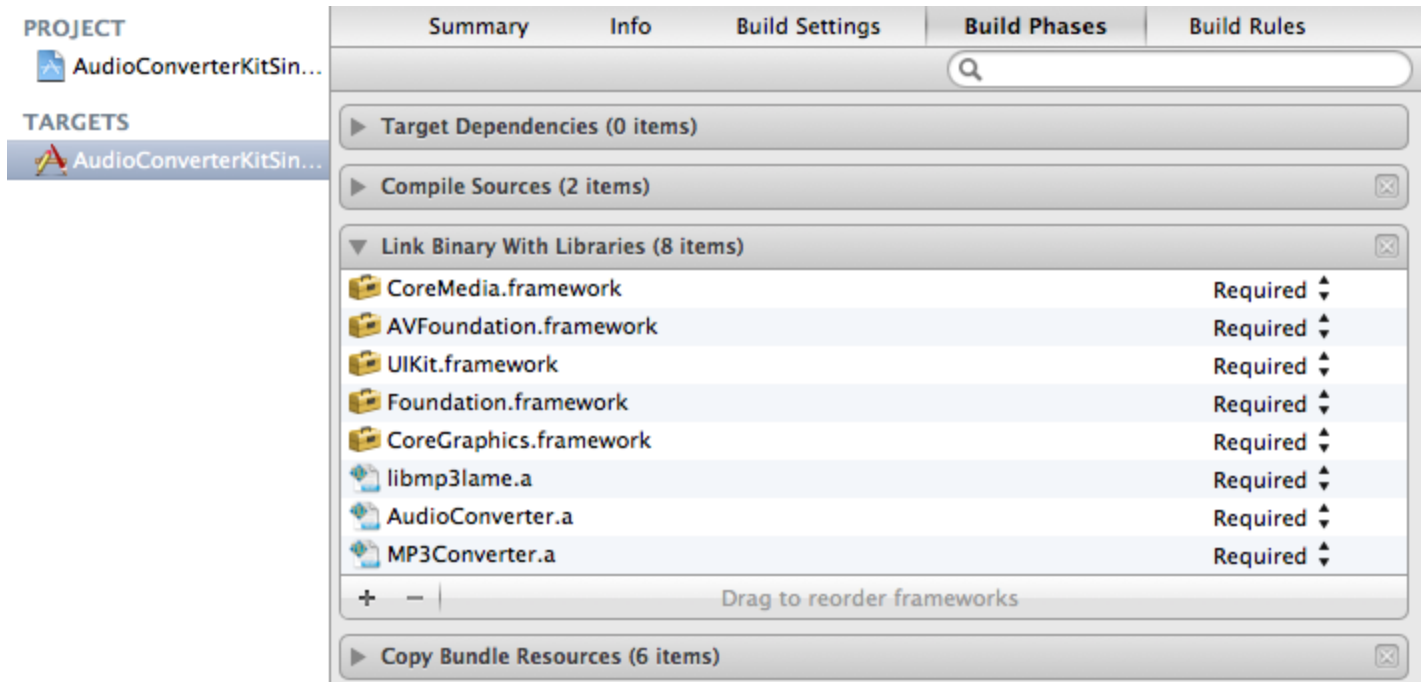 PROJECT
AudioConverterKitSin...
TARGETS
AudioConverterKitSin...
Summary Info Build Settings Build Phases Build Rules
Target Dependencies (0 items)
Compile Sources (2 items)
Link Binary With Libraries (8 items)
CoreMedia.framework Required
AVFoundation.framework Required
UIKit.framework Required
Foundation.framework Required
CoreGraphics.framework Required
libmp3lame.a Required
AudioConverter.a Required
MP3Converter.a Required
+ − Drag to reorder frameworks
Copy Bundle Resources (6 items)